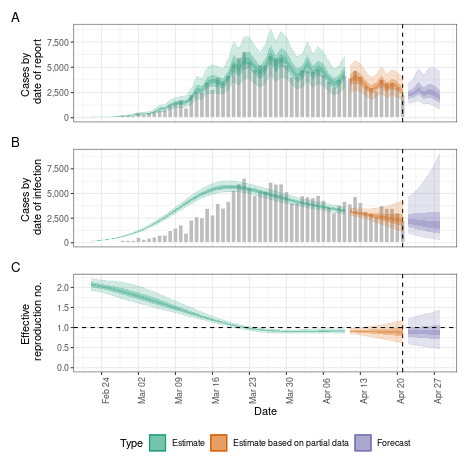 A
Cases by
date of report
7,500
5,000
2,500
0
B
Cases by
date of infection
7,500
5,000
2,500
0
C
Effective
reproduction no.
2.0
1.5
1.0
0.5
0.0
Feb 24
Mar 02
Mar 09
Mar 16
Mar 23
Mar 30
Apr 06
Apr 13
Apr 20
Apr 27
Date
Type Estimate Estimate based on partial data Forecast